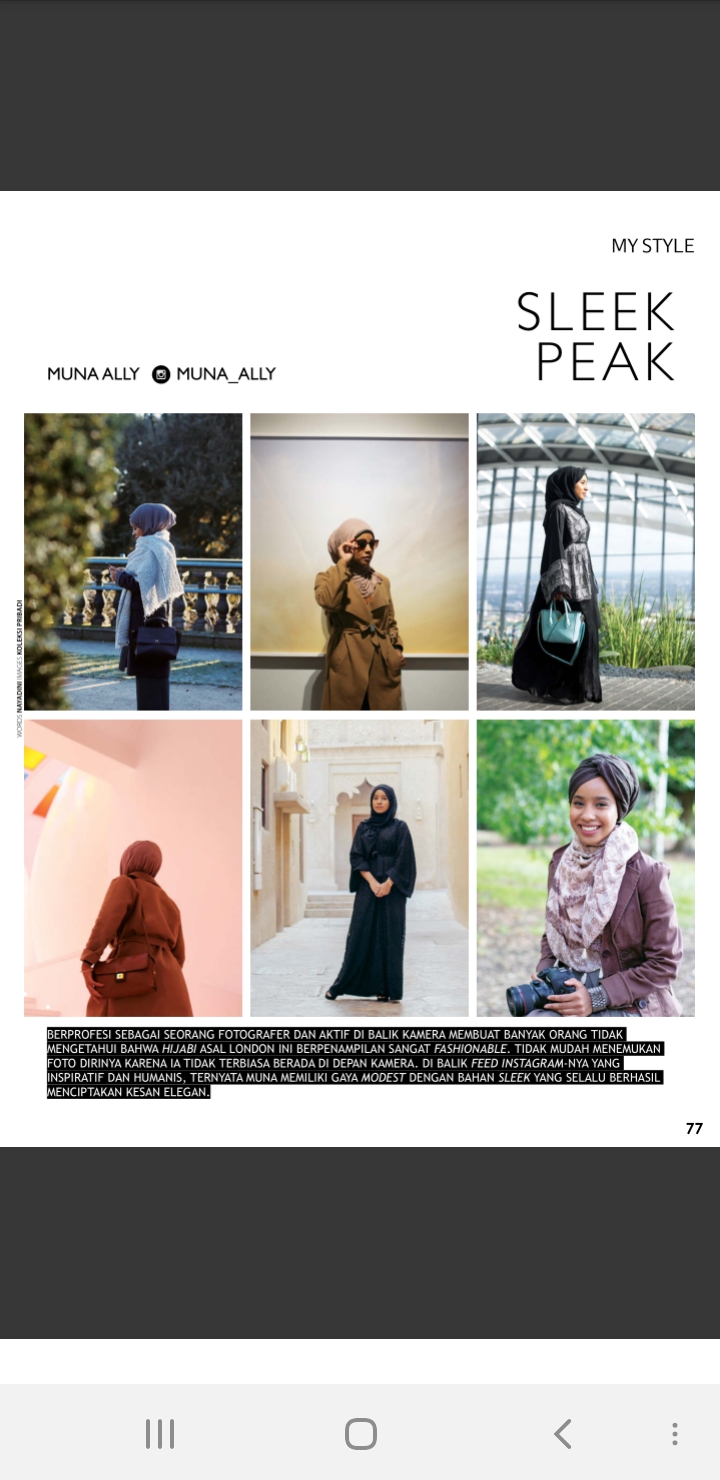 MY STYLE
SLEEK
PEAK
MUNA ALLY MUNA_ALLY
WORDS NAYADINI IMAGES KOLEKSI PRIBADI
BERPROFESI SEBAGAI SEORANG FOTOGRAFER DAN AKTIF DI BALIK KAMERA MEMBUAT BANYAK ORANG TIDAK
MENGETAHUI BAHWA HIJABI ASAL LONDON INI BERPENAMPILAN SANGAT FASHIONABLE. TIDAK MUDAH MENEMUKAN
FOTO DIRINYA KARENA IA TIDAK TERBIASA BERADA DI DEPAN KAMERA. DI BALIK FEED INSTAGRAM-NYA YANG
INSPIRATIF DAN HUMANIS, TERNYATA MUNA MEMILIKI GAYA MODEST DENGAN BAHAN SLEEK YANG SELALU BERHASIL
MENCIPTAKAN KESAN ELEGAN.
77